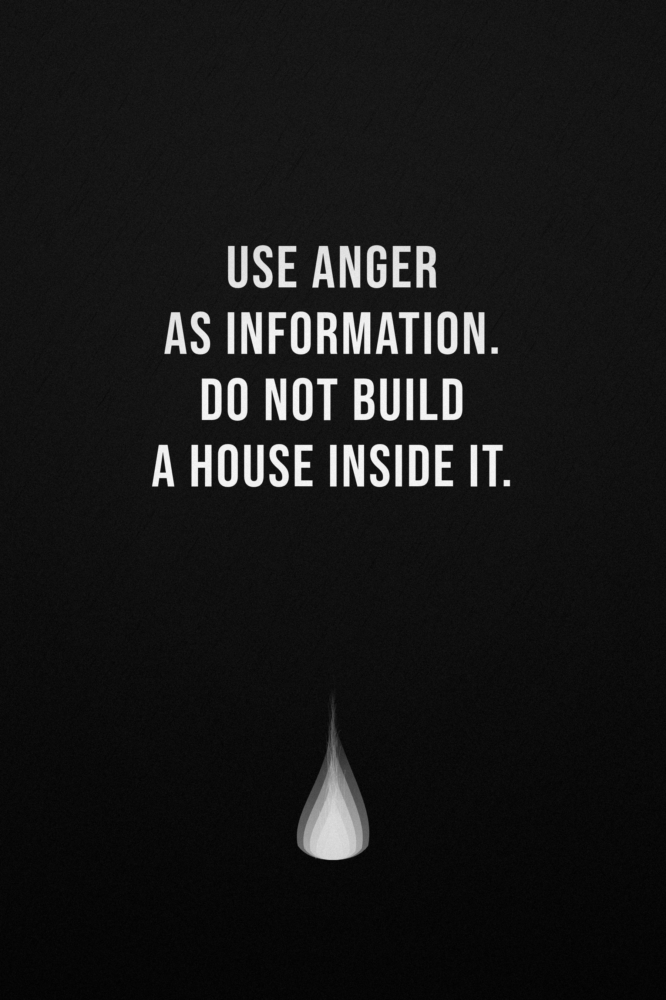 USE ANGER
AS INFORMATION.
DO NOT BUILD
A HOUSE INSIDE IT.